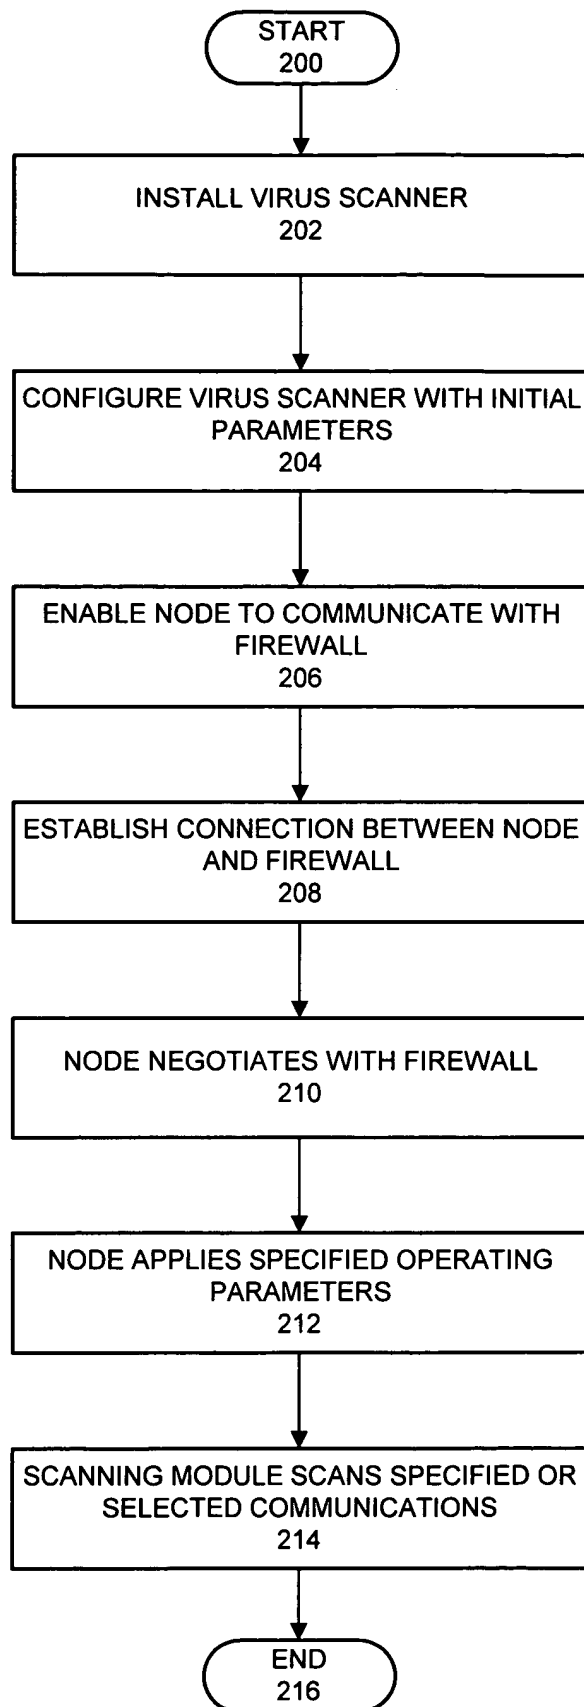 START
200
INSTALL VIRUS SCANNER
202
CONFIGURE VIRUS SCANNER WITH INITIAL
PARAMETERS
204
ENABLE NODE TO COMMUNICATE WITH
FIREWALL
206
ESTABLISH CONNECTION BETWEEN NODE
AND FIREWALL
208
NODE NEGOTIATES WITH FIREWALL
210
NODE APPLIES SPECIFIED OPERATING
PARAMETERS
212
SCANNING MODULE SCANS SPECIFIED OR
SELECTED COMMUNICATIONS
214
END
216